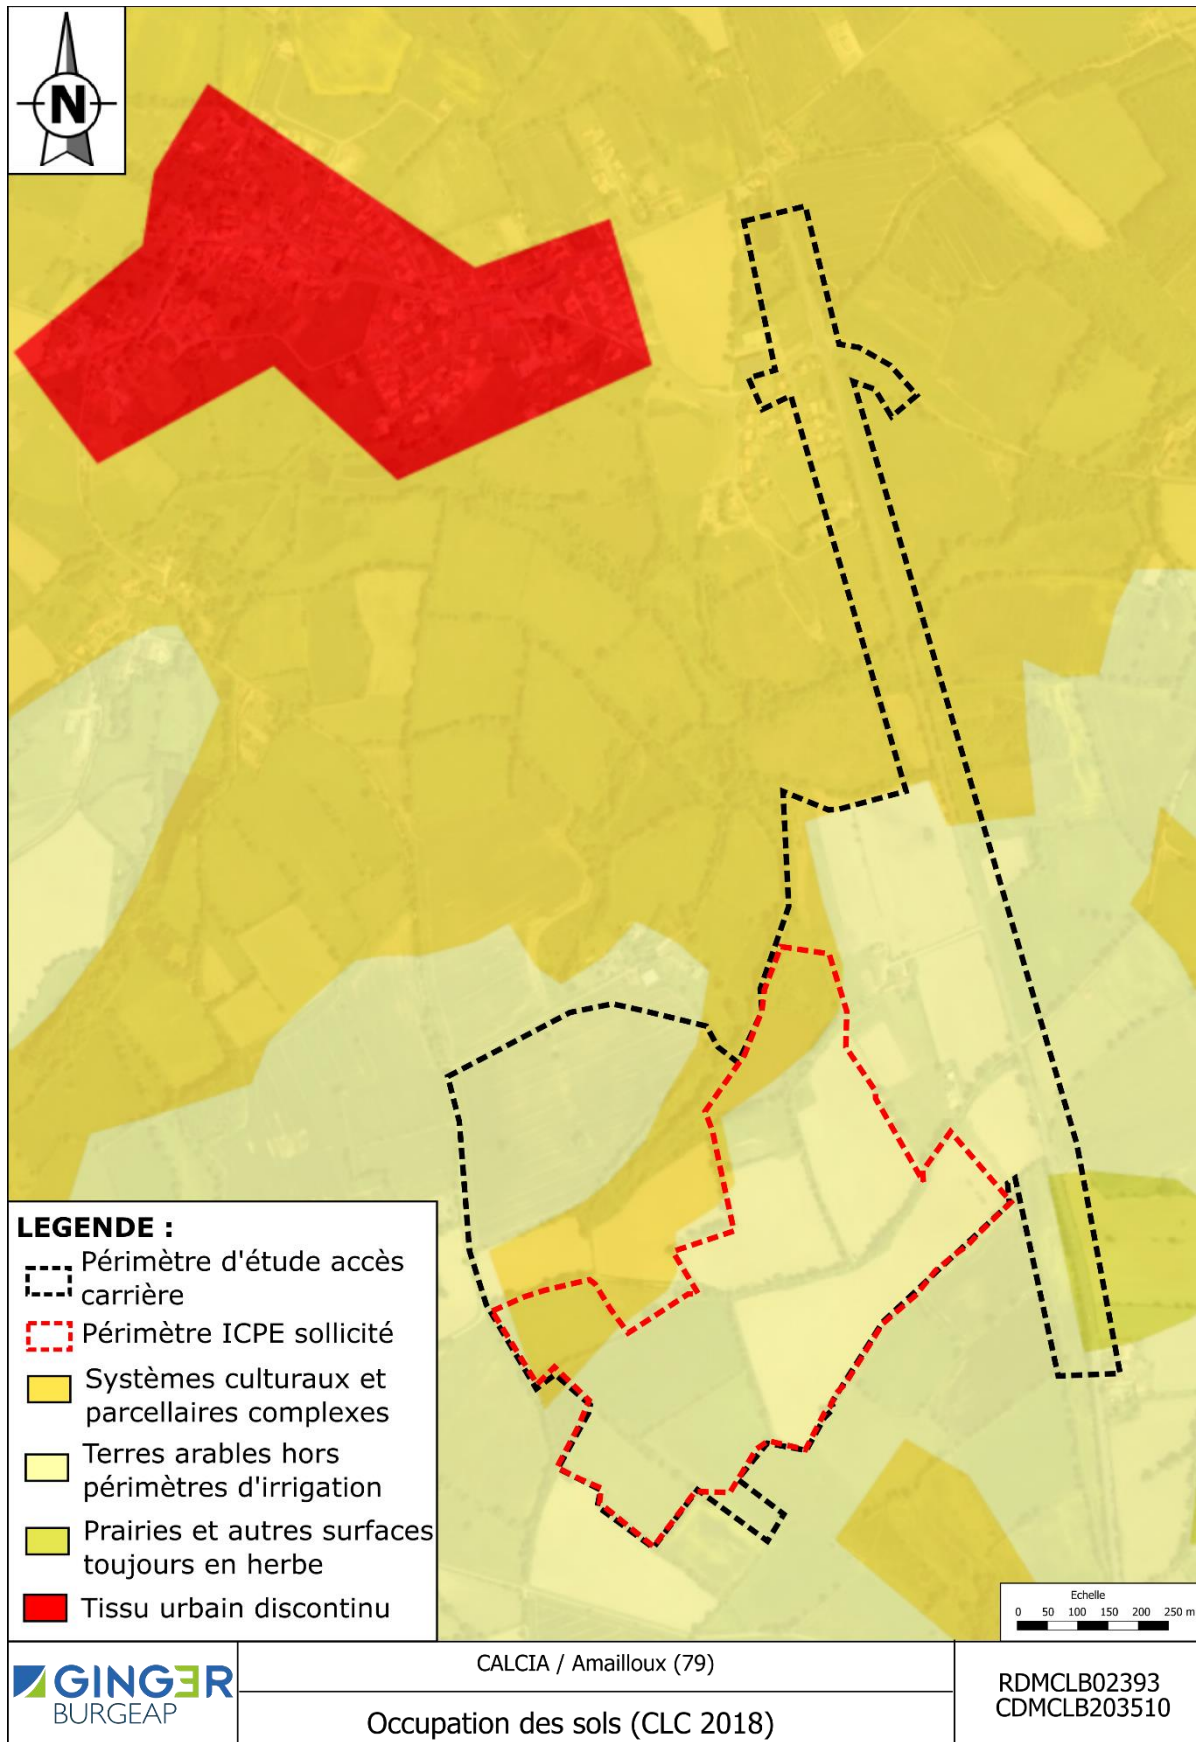 N
LEGENDE :
Périmètre d'étude accès
carrière
Périmètre ICPE sollicité
Systèmes culturaux et
parcellaires complexes
Terres arables hors
périmètres d'irrigation
Prairies et autres surfaces
toujours en herbe
Tissu urbain discontinu
Echelle
0 50 100 150 200 250 m
GINGER
BURGEAP
CALCIA / Amailloux (79)
Occupation des sols (CLC 2018)
RDMCLB02393
CDMCLB203510